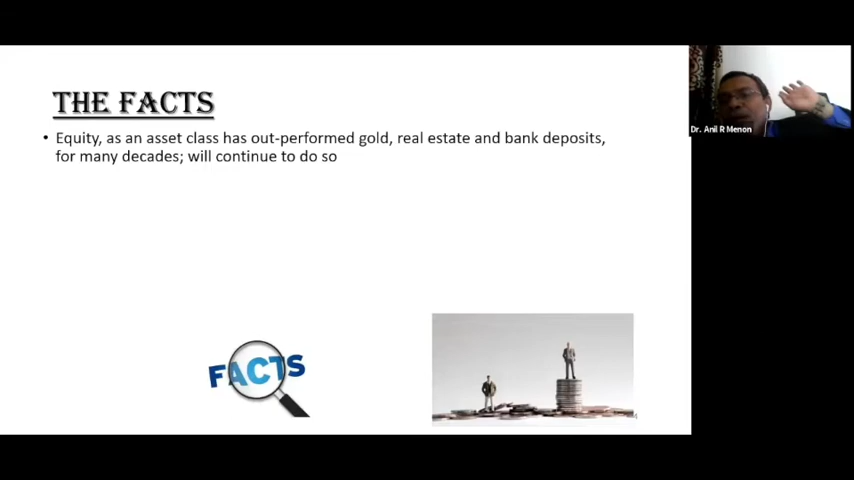 THE FACTS
• Equity, as an asset class has out-performed gold, real estate and bank deposits,
for many decades; will continue to do so
FACTS
Dr. Anil R Menon